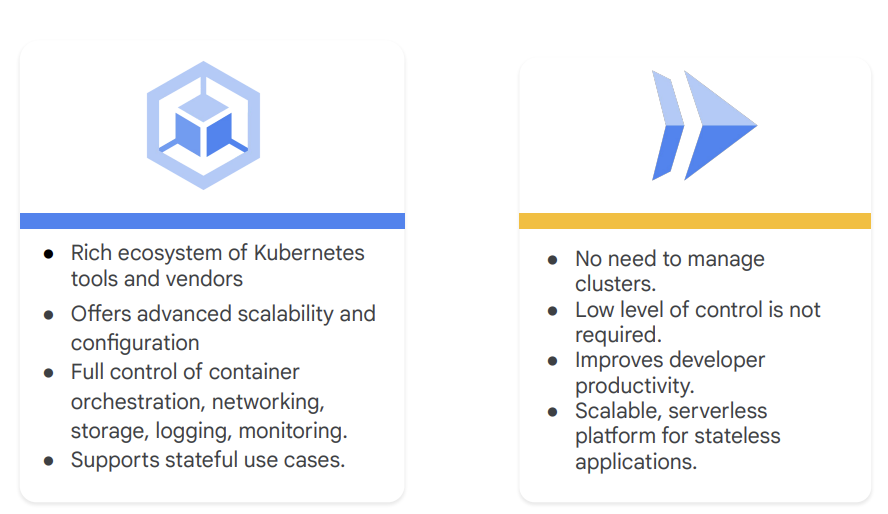 ● Rich ecosystem of Kubernetes
tools and vendors
● Offers advanced scalability and
configuration
● Full control of container
orchestration, networking,
storage, logging, monitoring.
● Supports stateful use cases.
● No need to manage
clusters.
● Low level of control is not
required.
● Improves developer
productivity.
● Scalable, serverless
platform for stateless
applications.